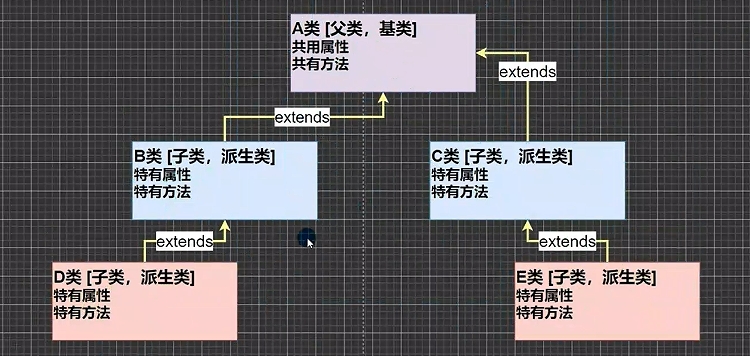 A类 [父类，基类]
共用属性
共有方法
extends
extends
B类 [子类，派生类]
特有属性
特有方法
C类 [子类，派生类]
特有属性
特有方法
extends
extends
D类 [子类，派生类]
特有属性
特有方法
E类 [子类，派生类]
特有属性
特有方法